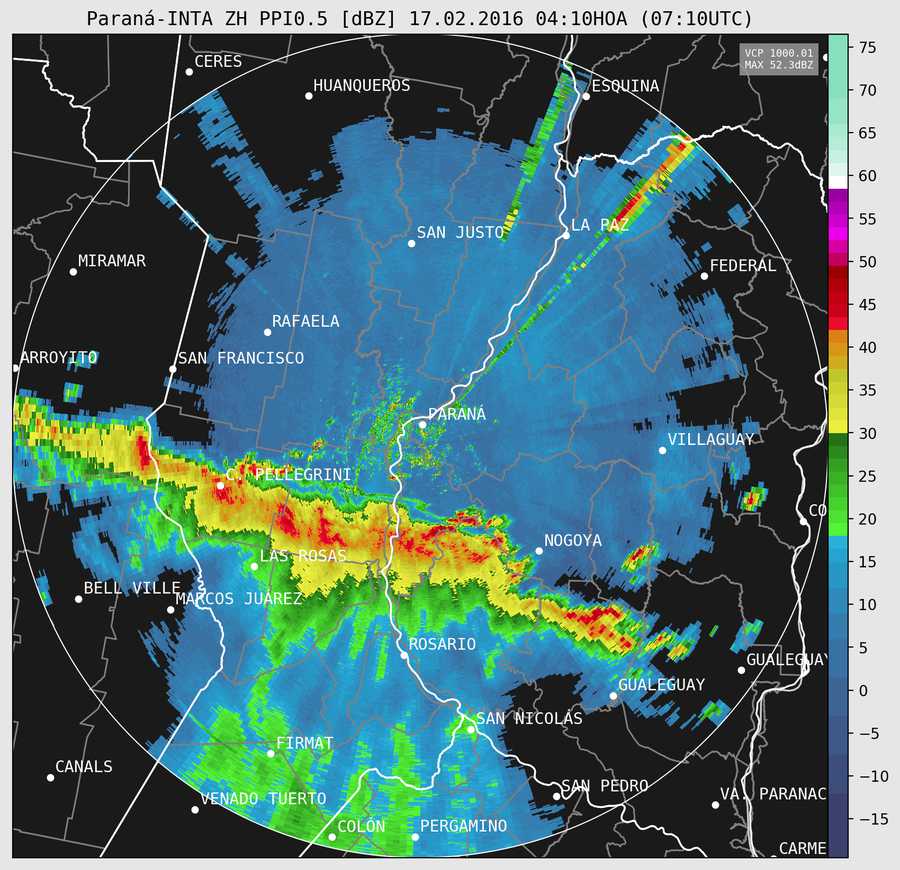 Paraná-INTA ZH PPI0.5 [dBZ] 17.02.2016 04:10HOA (07:10UTC)
VCP 1000.01
MAX 52.3dBZ
CERES
HUANQUEROS
ESQUINA
SAN JUSTO
LA PAZ
MIRAMAR
FEDERAL
RAFAELA
ARROYITO
SAN FRANCISCO
PARANÁ
VILLAGUAY
C. PELLEGRINI
CO
NOGOYA
LAS ROSAS
BELL VILLE
MARCOS JUÁREZ
ROSARIO
GUALEGUAY
GUALEGUAY
SAN NICOLÁS
FIRMAT
CANALS
SAN PEDRO
VENADO TUERTO
VA. PARANAC
COLÓN
PERGAMINO
CARME
75
70
65
60
55
50
45
40
35
30
25
20
15
10
5
0
−5
−10
−15